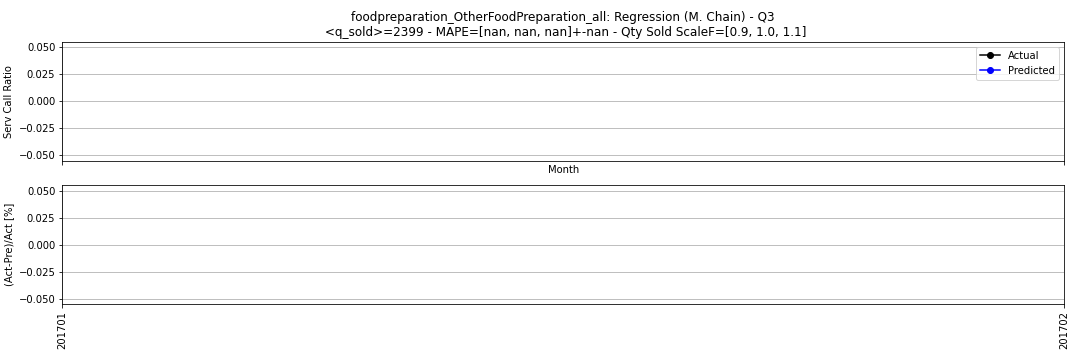 foodpreparation_OtherFoodPreparation_all: Regression (M. Chain) - Q3
<q_sold>=2399 - MAPE=[nan, nan, nan]+-nan - Qty Sold ScaleF=[0.9, 1.0, 1.1]
Serv Call Ratio
0.050
0.025
0.000
−0.025
−0.050
Actual
Predicted
Month
(Act-Pre)/Act [%]
0.050
0.025
0.000
−0.025
−0.050
201701
201702